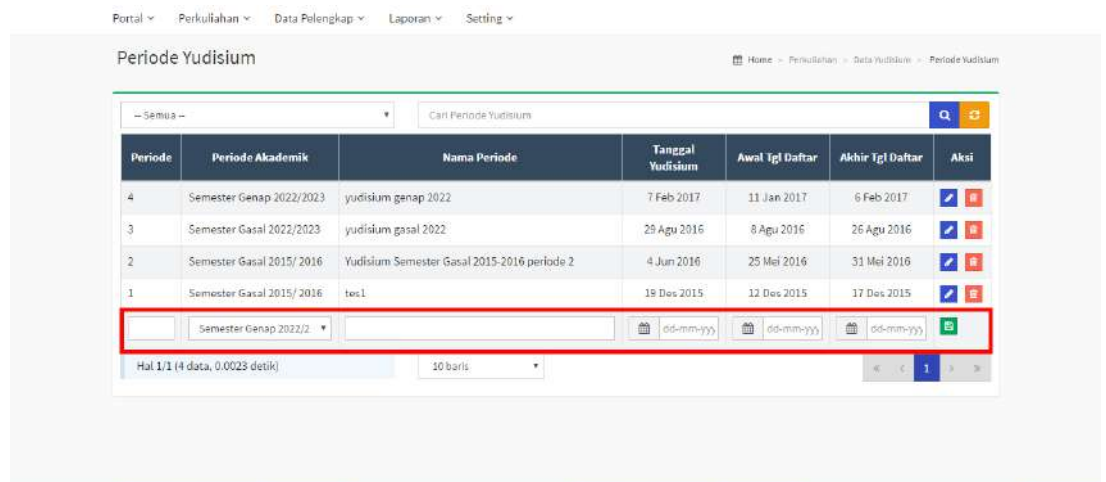 Portal Perkuliahan Data Pelengkap Laporan Setting
Periode Yudisium
Home > Perkuliahan > Data Yudisium > Periode Yudisium
-- Semua --
Cari Periode Yudisium
Periode Periode Akademik Nama Periode Tanggal Yudisium Awal Tgl Daftar Akhir Tgl Daftar Aksi
4 Semester Genap 2022/2023 yudisium genap 2022 7 Feb 2017 11 Jan 2017 6 Feb 2017
3 Semester Gasal 2022/2023 yudisium gasal 2022 29 Agu 2016 8 Agu 2016 26 Agu 2016
2 Semester Gasal 2015/2016 Yudisium Semester Gasal 2015-2016 periode 2 4 Jun 2016 25 Mei 2016 31 Mei 2016
1 Semester Gasal 2015/2016 tes1 19 Des 2015 12 Des 2015 17 Des 2015
Semester Genap 2022/2 dd-mm-yyy dd-mm-yyy dd-mm-yyy
Hal 1/1 (4 data, 0.0023 detik) 10 baris « < 1 > »